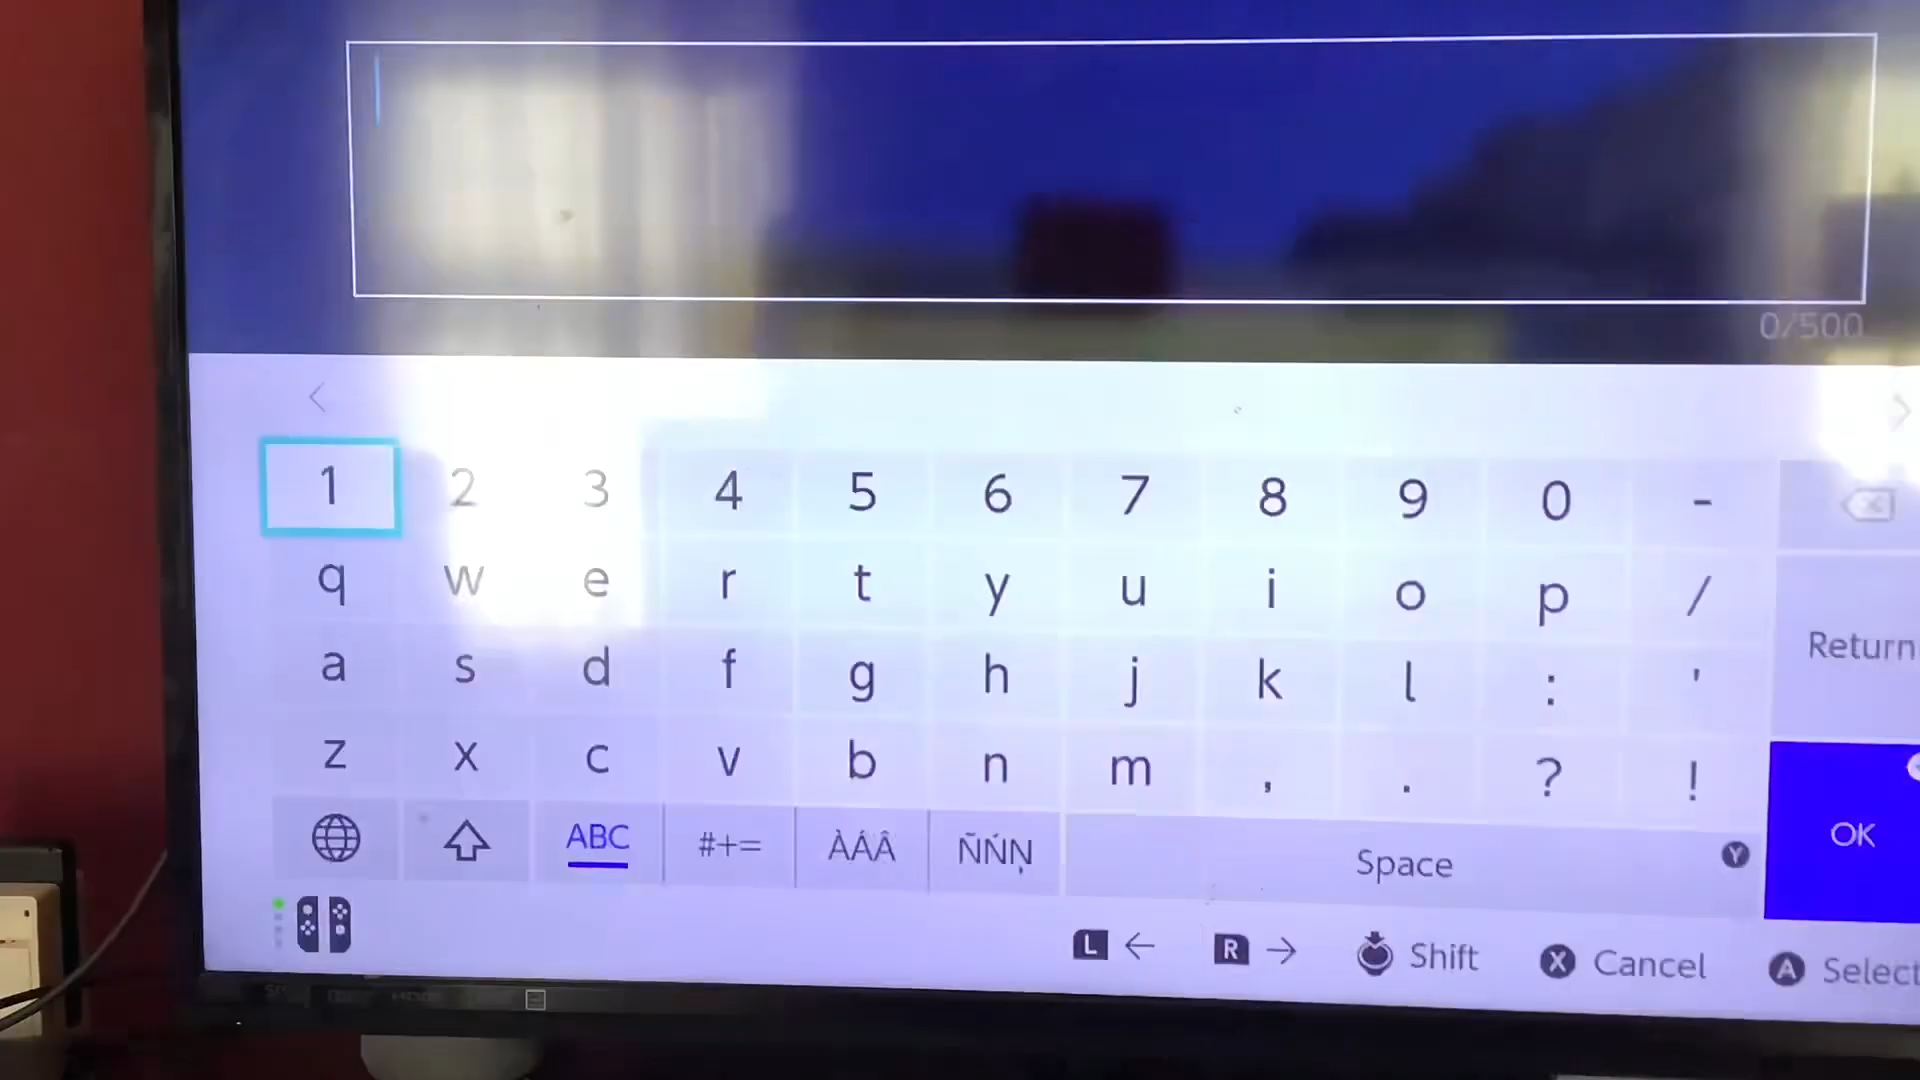 0/500
1 2 3 4 5 6 7 8 9 0 -
q w e r t y u i o p /
Return
a s d f g h j k l : '
z x c v b n m , . ? !
OK
ABC #+= ÀÁÂ ÑŃŅ Space Y
L ← R → Shift X Cancel A Select